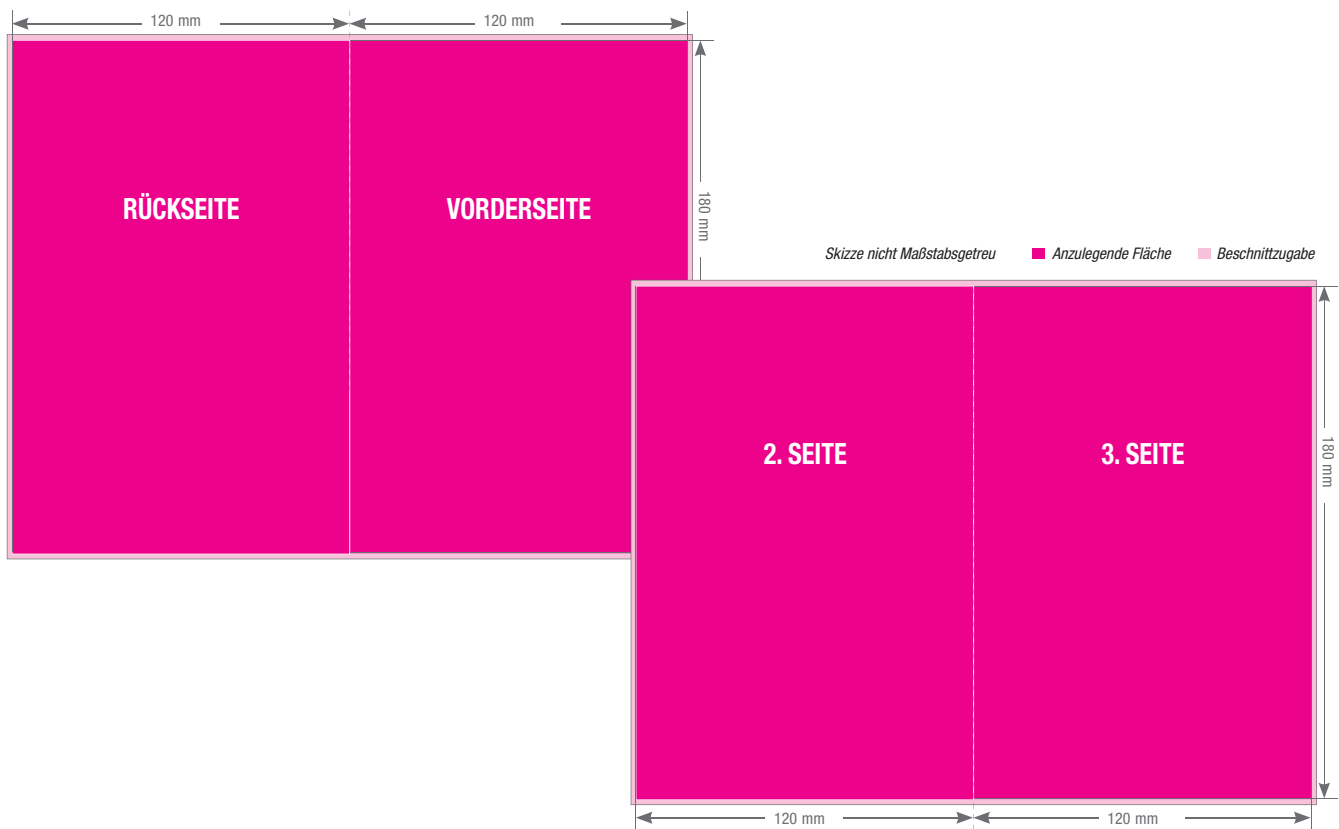 120 mm
120 mm
RÜCKSEITE
VORDERSEITE
180 mm
Skizze nicht Maßstabsgetreu
Anzulegende Fläche
Beschnittzugabe
2. SEITE
3. SEITE
180 mm
120 mm
120 mm